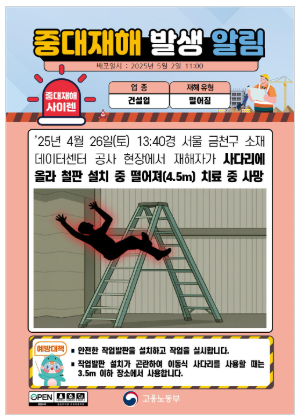 중대재해 발생 알림
배포일시 : 2025년 5월 2일 11:00
중대재해
사이렌
업 종
재해 유형
건설업
떨어짐
'25년 4월 26일(토) 13:40경 서울 금천구 소재
데이터센터 공사 현장에서 재해자가 사다리에
올라 철판 설치 중 떨어져(4.5m) 치료 중 사망
예방대책
▪ 안전한 작업발판을 설치하고 작업을 실시합니다.
▪ 작업발판 설치가 곤란하여 이동식 사다리를 사용할 때는
3.5m 이하 장소에서 사용합니다.
OPEN
고용노동부